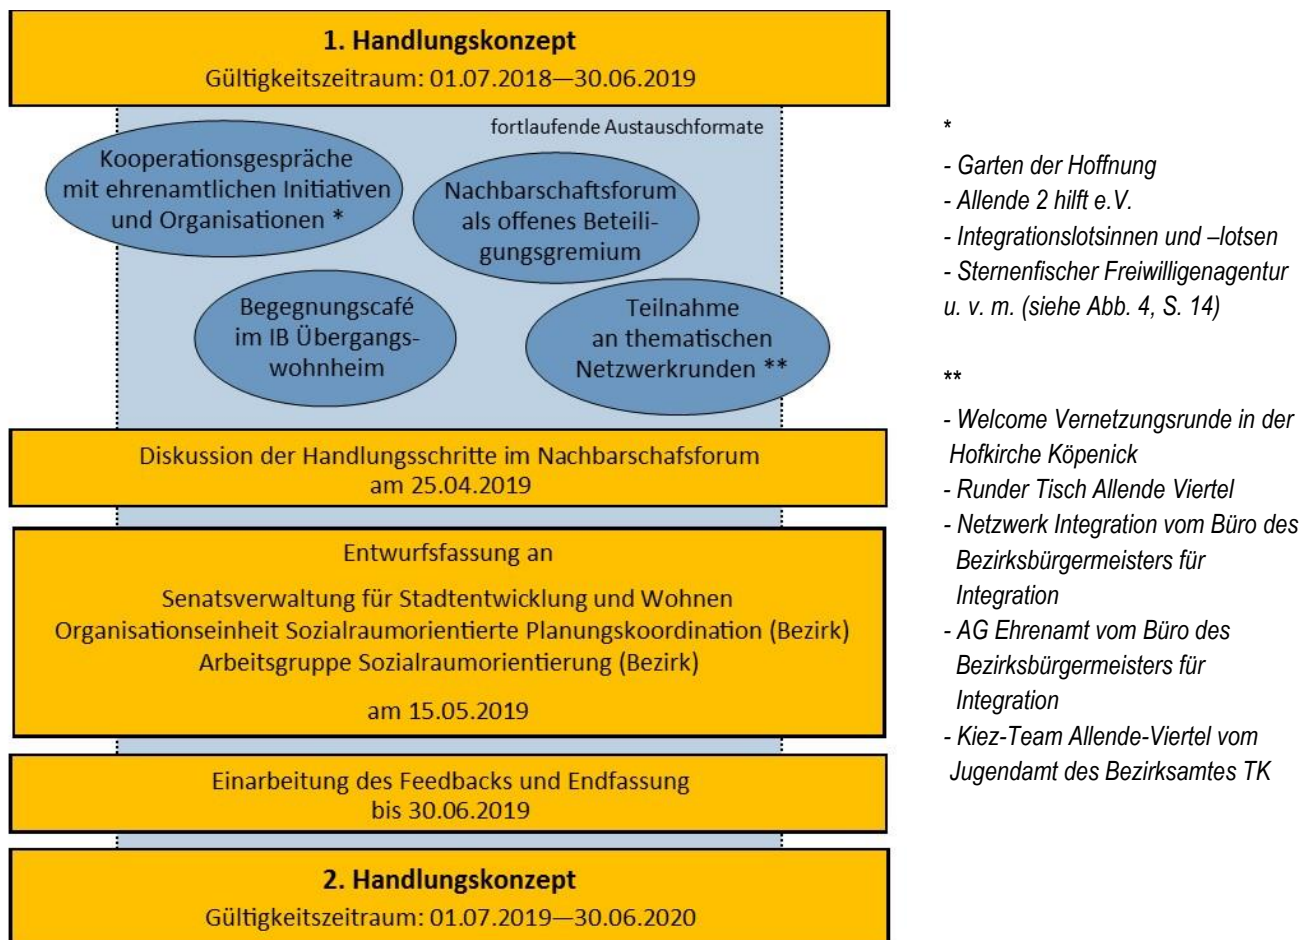 1. Handlungskonzept
Gültigkeitszeitraum: 01.07.2018—30.06.2019
fortlaufende Austauschformate
Kooperationsgespräche
mit ehrenamtlichen Initiativen
und Organisationen *
Nachbarschaftsforum
als offenes Beteili-
gungsgremium
Begegnungscafé
im IB Übergangs-
wohnheim
Teilnahme
an thematischen
Netzwerkrunden **
Diskussion der Handlungsschritte im Nachbarschafsforum
am 25.04.2019
Entwurfsfassung an
Senatsverwaltung für Stadtentwicklung und Wohnen
Organisationseinheit Sozialraumorientierte Planungskoordination (Bezirk)
Arbeitsgruppe Sozialraumorientierung (Bezirk)
am 15.05.2019
Einarbeitung des Feedbacks und Endfassung
bis 30.06.2019
2. Handlungskonzept
Gültigkeitszeitraum: 01.07.2019—30.06.2020
*
- Garten der Hoffnung
- Allende 2 hilft e.V.
- Integrationslotsinnen und –lotsen
- Sternenfischer Freiwilligenagentur
u. v. m. (siehe Abb. 4, S. 14)
**
- Welcome Vernetzungsrunde in der
Hofkirche Köpenick
- Runder Tisch Allende Viertel
- Netzwerk Integration vom Büro des
Bezirksbürgermeisters für
Integration
- AG Ehrenamt vom Büro des
Bezirksbürgermeisters für
Integration
- Kiez-Team Allende-Viertel vom
Jugendamt des Bezirksamtes TK